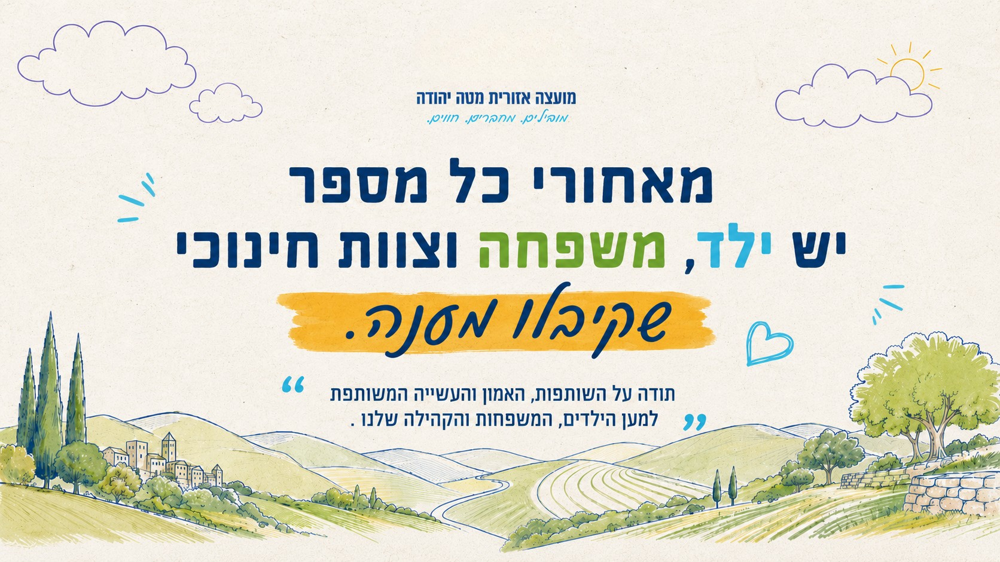 מועצה אזורית מטה יהודה
מובילים. מחברים. חווים.
מאחורי כל מספר
יש ילד, משפחה וצוות חינוכי
שקיבלו מענה.
“ תודה על השותפות, האמון והעשייה המשותפת
למען הילדים, המשפחות והקהילה שלנו . ”